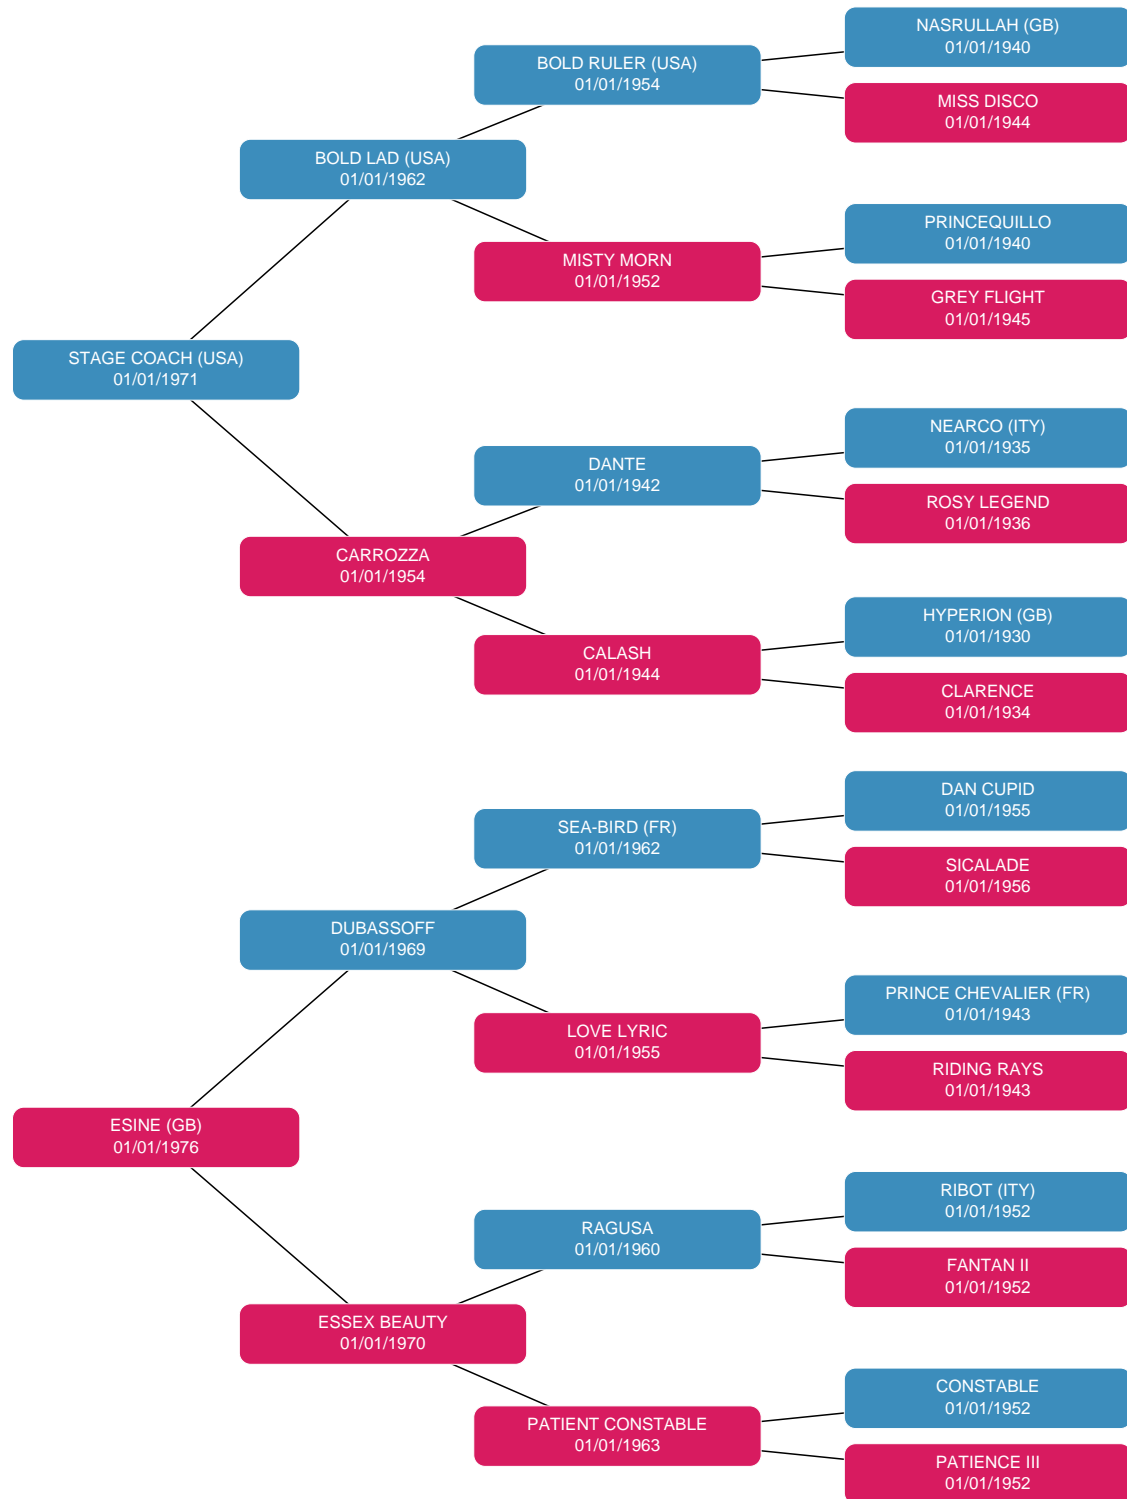 NASRULLAH (GB)
01/01/1940
BOLD RULER (USA)
01/01/1954
MISS DISCO
01/01/1944
BOLD LAD (USA)
01/01/1962
PRINCEQUILLO
01/01/1940
MISTY MORN
01/01/1952
GREY FLIGHT
01/01/1945
STAGE COACH (USA)
01/01/1971
NEARCO (ITY)
01/01/1935
DANTE
01/01/1942
ROSY LEGEND
01/01/1936
CARROZZA
01/01/1954
HYPERION (GB)
01/01/1930
CALASH
01/01/1944
CLARENCE
01/01/1934
DAN CUPID
01/01/1955
SEA-BIRD (FR)
01/01/1962
SICALADE
01/01/1956
DUBASSOFF
01/01/1969
PRINCE CHEVALIER (FR)
01/01/1943
LOVE LYRIC
01/01/1955
RIDING RAYS
01/01/1943
ESINE (GB)
01/01/1976
RIBOT (ITY)
01/01/1952
RAGUSA
01/01/1960
FANTAN II
01/01/1952
ESSEX BEAUTY
01/01/1970
CONSTABLE
01/01/1952
PATIENT CONSTABLE
01/01/1963
PATIENCE III
01/01/1952